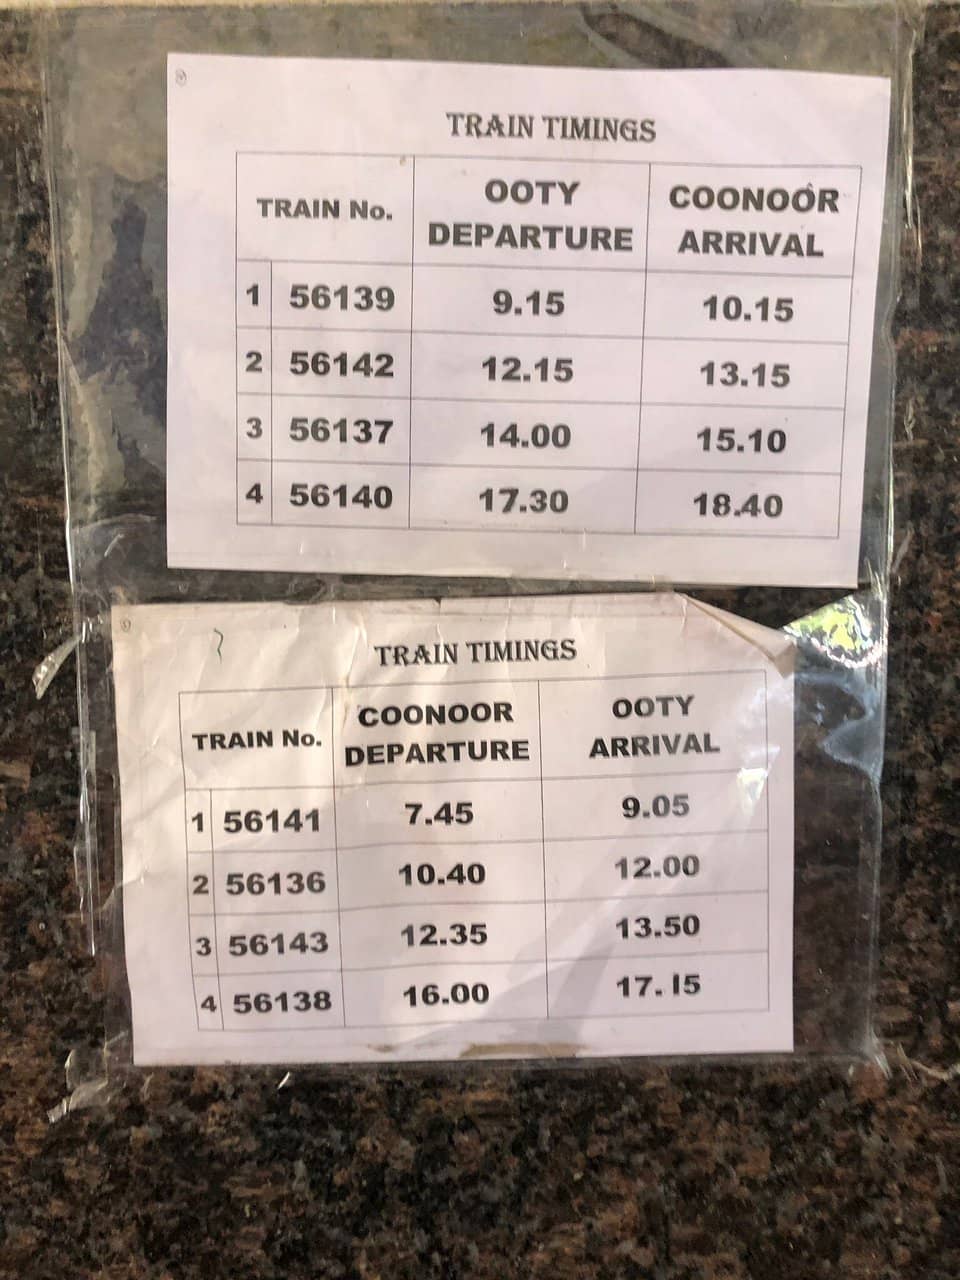 TRAIN TIMINGS
TRAIN No. OOTY DEPARTURE COONOOR ARRIVAL
1 56139 9.15 10.15
2 56142 12.15 13.15
3 56137 14.00 15.10
4 56140 17.30 18.40
TRAIN TIMINGS
TRAIN No. COONOOR DEPARTURE OOTY ARRIVAL
1 56141 7.45 9.05
2 56136 10.40 12.00
3 56143 12.35 13.50
4 56138 16.00 17.15